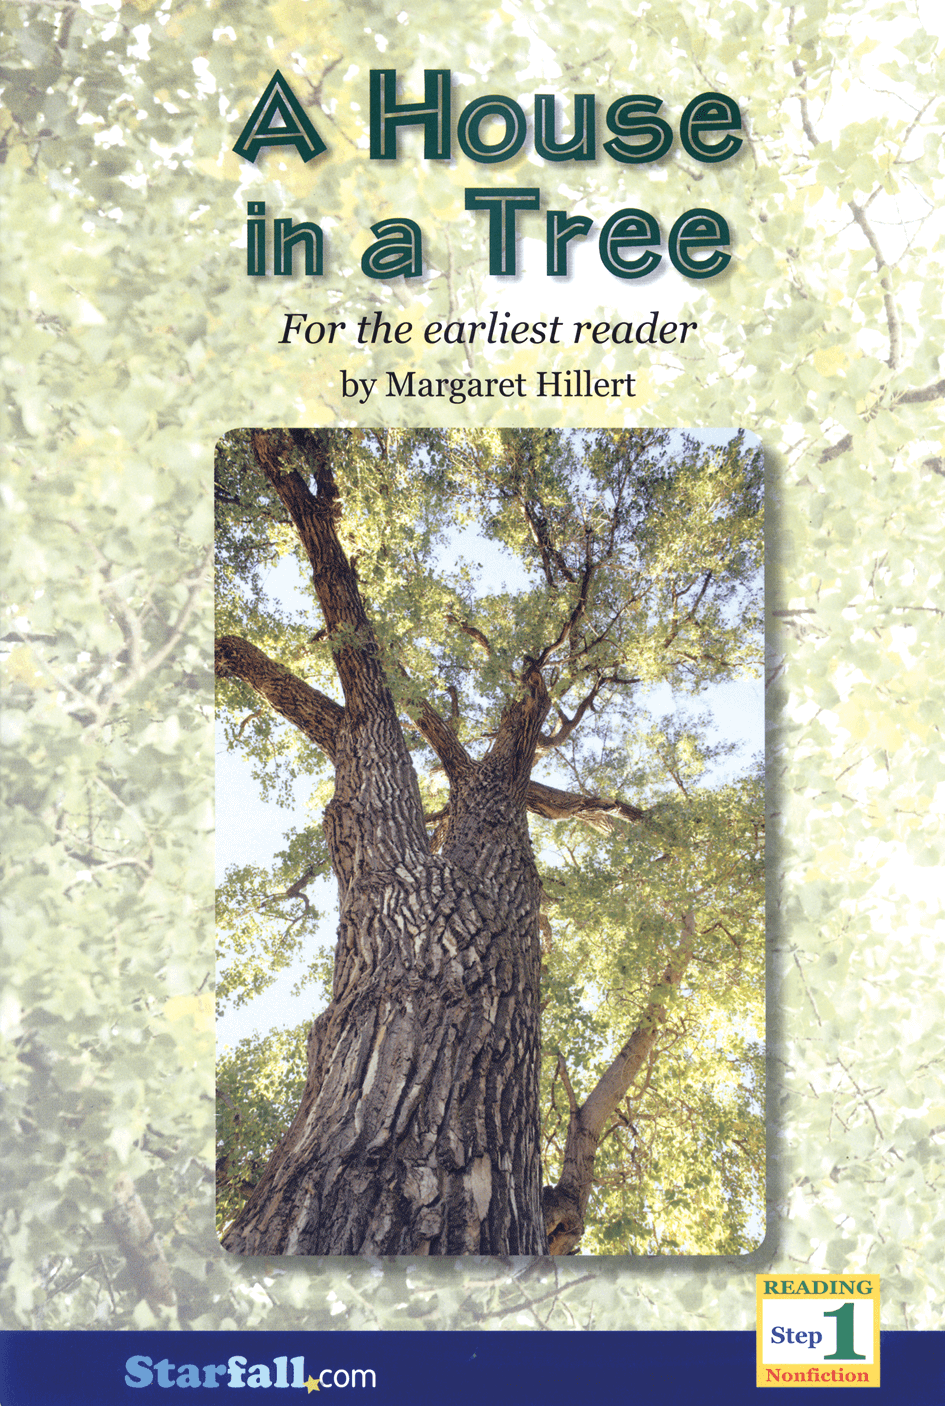 A House
in a Tree
For the earliest reader
by Margaret Hillert
READING
Step 1
Nonfiction
Starfall.com